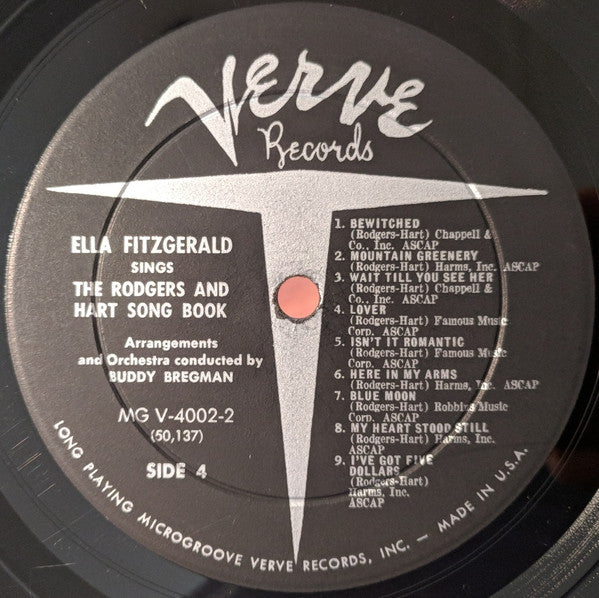 Verve
Records
ELLA FITZGERALD
SINGS
THE RODGERS AND
HART SONG BOOK
Arrangements
and Orchestra conducted by
BUDDY BREGMAN
MG V-4002-2
(50,137)
SIDE 4
1. BEWITCHED
(Rodgers-Hart) Chappell &
Co., Inc. ASCAP
2. MOUNTAIN GREENERY
(Rodgers-Hart) Harms, Inc. ASCAP
3. WAIT TILL YOU SEE HER
(Rodgers-Hart) Chappell &
Co., Inc. ASCAP
4. LOVER
(Rodgers-Hart) Famous Music
Corp. ASCAP
5. ISN'T IT ROMANTIC
(Rodgers-Hart) Famous Music
Corp. ASCAP
6. HERE IN MY ARMS
(Rodgers-Hart) Harms, Inc. ASCAP
7. BLUE MOON
(Rodgers-Hart) Robbins Music
Corp. ASCAP
8. MY HEART STOOD STILL
(Rodgers-Hart) Harms, Inc.
ASCAP
9. I'VE GOT FIVE
DOLLARS
(Rodgers-Hart)
Harms, Inc.
ASCAP
LONG PLAYING MICROGROOVE VERVE RECORDS, INC. — MADE IN U.S.A.